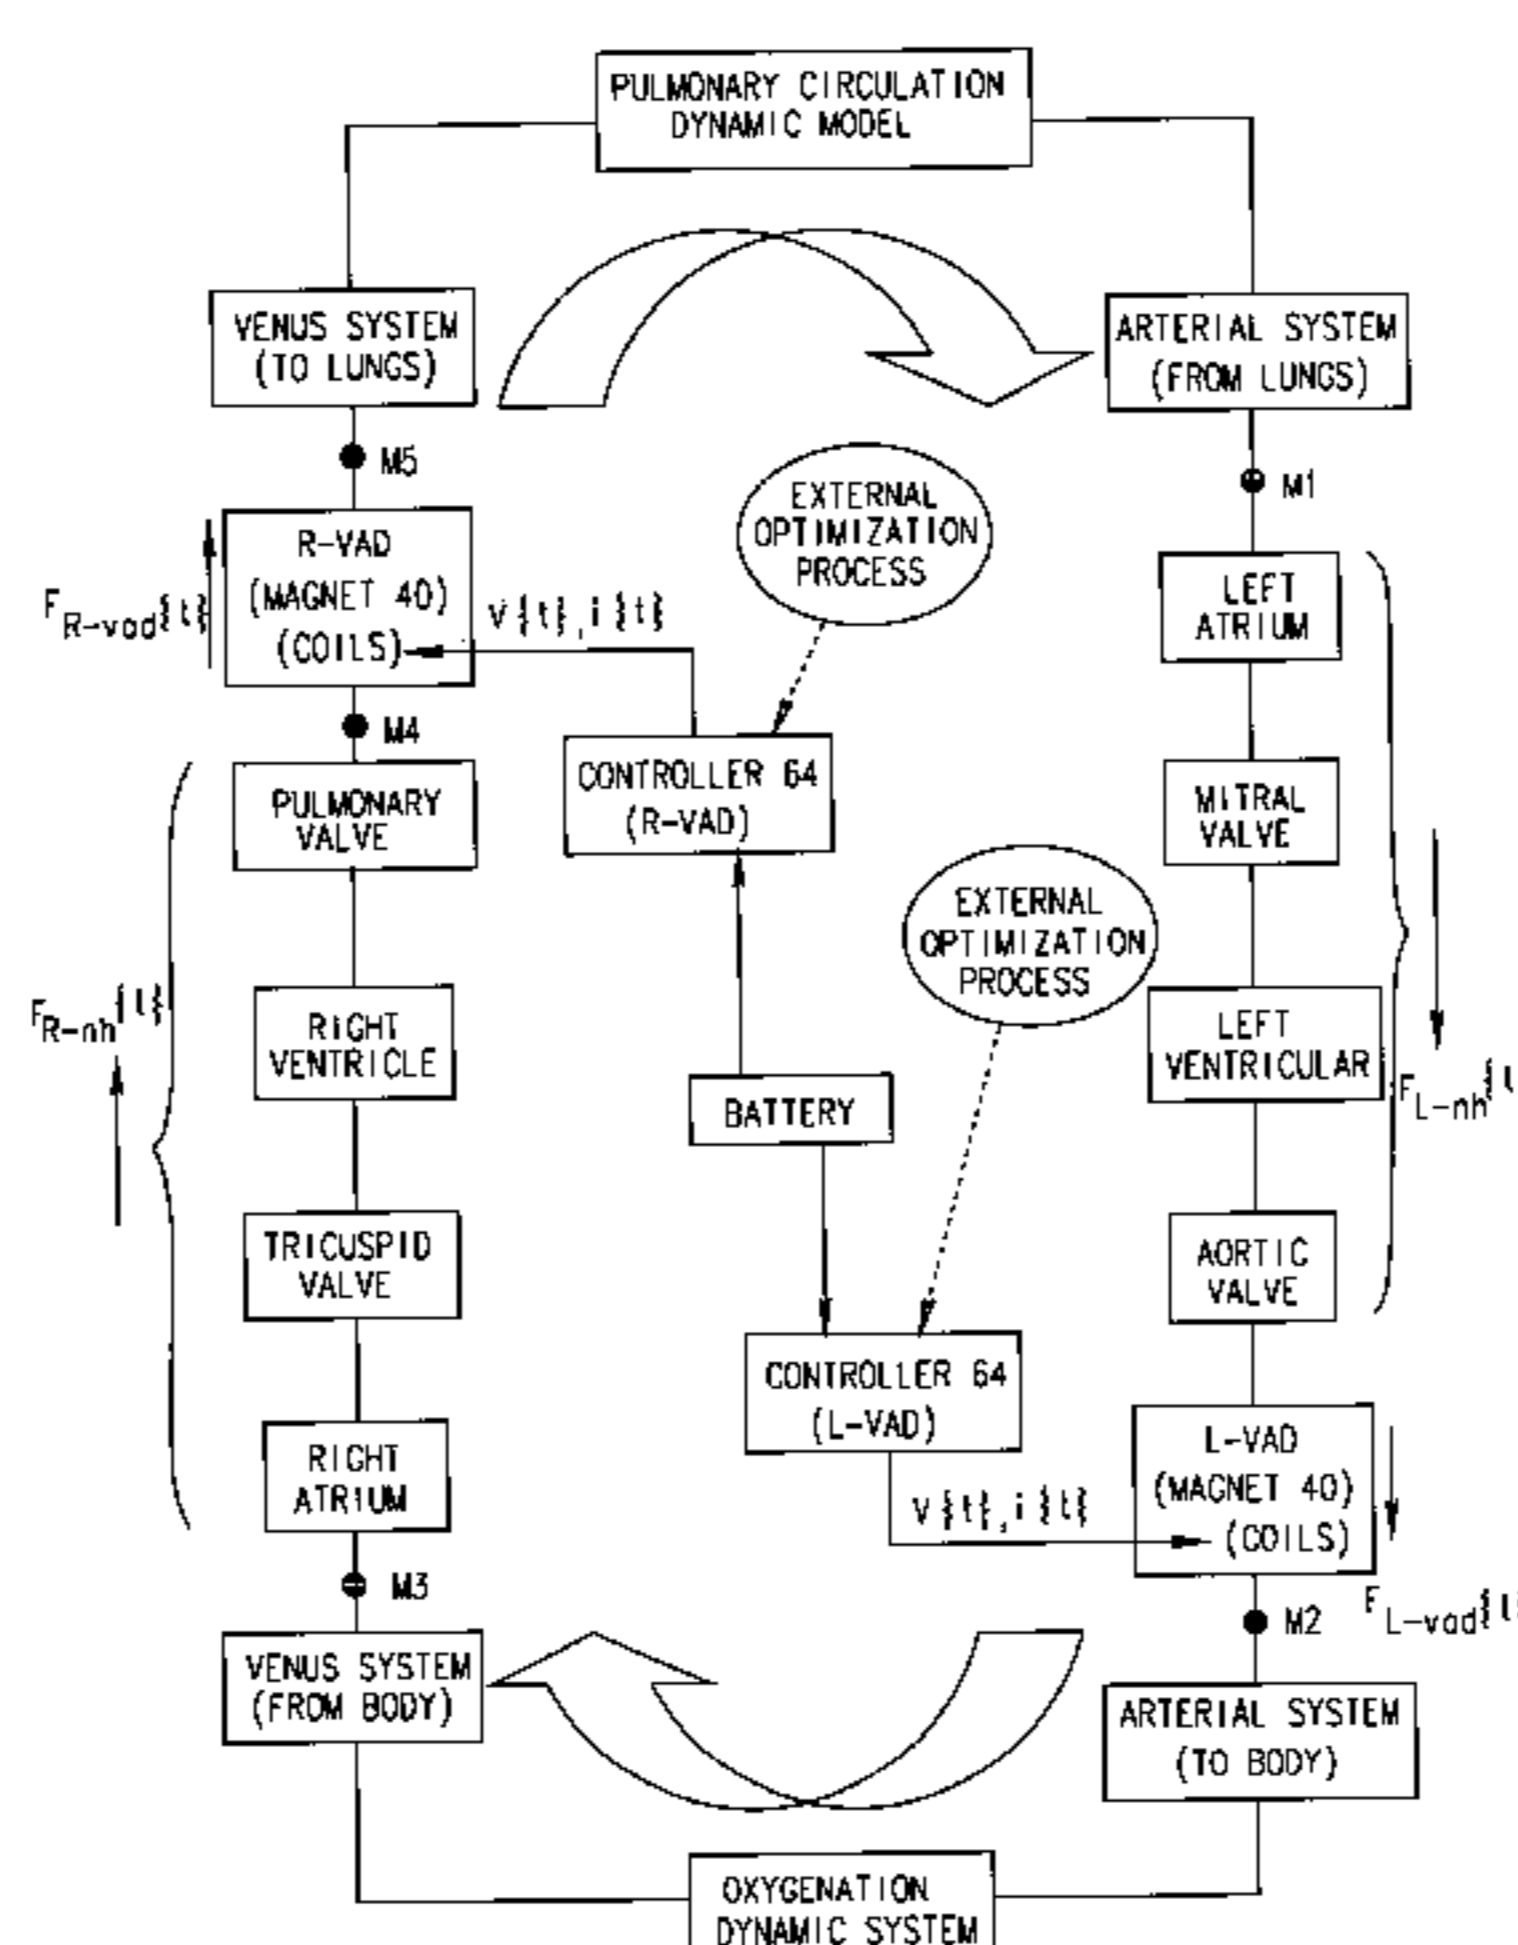 PULMONARY CIRCULATION
DYNAMIC MODEL
VENUS SYSTEM
(TO LUNGS)
ARTERIAL SYSTEM
(FROM LUNGS)
M5
M1
EXTERNAL
OPTIMIZATION
PROCESS
R-VAD
(MAGNET 40)
(COILS)
F R-vad{t}
V{t},i{t}
LEFT
ATRIUM
M4
CONTROLLER 64
(R-VAD)
PULMONARY
VALVE
MITRAL
VALVE
EXTERNAL
OPTIMIZATION
PROCESS
F R-nh{t}
RIGHT
VENTRICLE
LEFT
VENTRICULAR
F L-nh{t
BATTERY
TRICUSPID
VALVE
AORTIC
VALVE
CONTROLLER 64
(L-VAD)
RIGHT
ATRIUM
L-VAD
(MAGNET 40)
(COILS)
V{t},i{t}
M3
M2
F L-vad{t
VENUS SYSTEM
(FROM BODY)
ARTERIAL SYSTEM
(TO BODY)
OXYGENATION
DYNAMIC SYSTEM